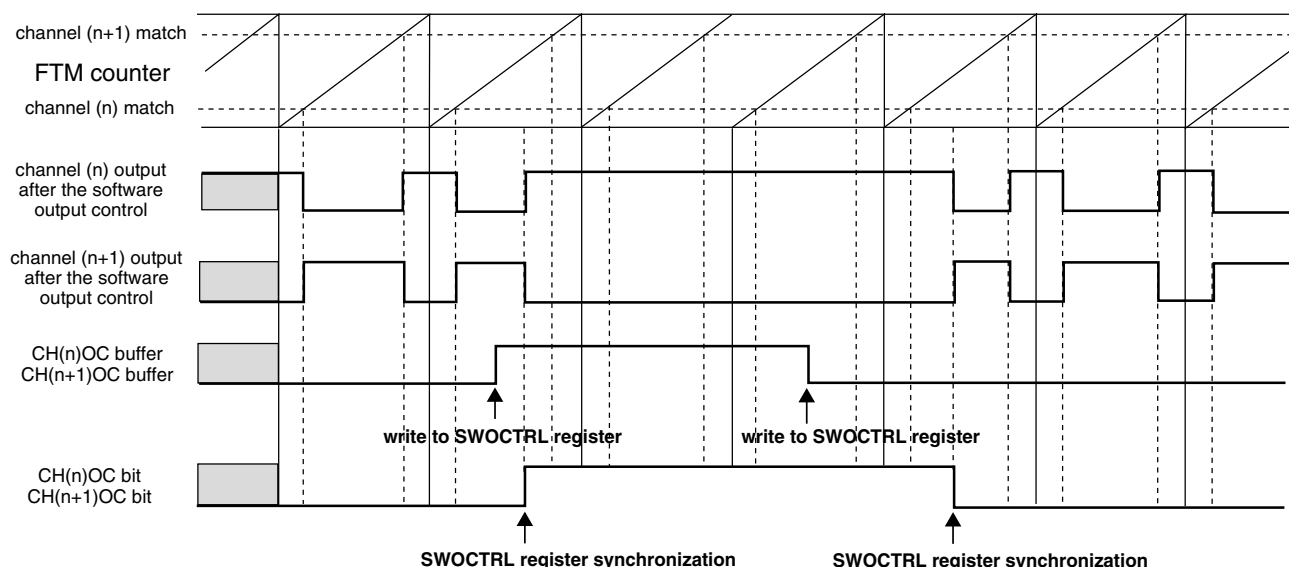 channel (n+1) match
FTM counter
channel (n) match
channel (n) output
after the software
output control
channel (n+1) output
after the software
output control
CH(n)OC buffer
CH(n+1)OC buffer
write to SWOCTRL register
write to SWOCTRL register
CH(n)OC bit
CH(n+1)OC bit
SWOCTRL register synchronization
SWOCTRL register synchronization